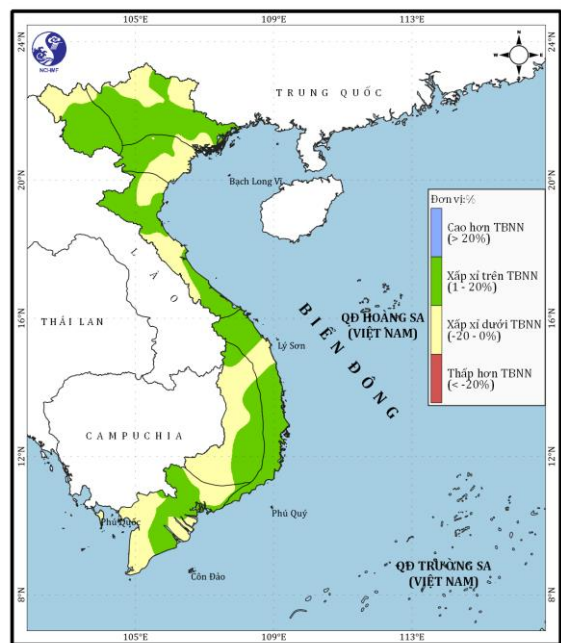 105°E
109°E
113°E
24°N
NCHMF
N
W
E
S
TRUNG QUỐC
20°N
Bạch Long Vĩ
Đơn vị:%
Cao hơn TBNN
(> 20%)
Xấp xỉ trên TBNN
(1 - 20%)
Xấp xỉ dưới TBNN
(-20 - 0%)
Thấp hơn TBNN
(< -20%)
LÀO
THÁI LAN
16°N
QĐ HOÀNG SA
(VIỆT NAM)
BIỂN ĐÔNG
Lý Sơn
CAMPUCHIA
12°N
Phú Quốc
Phú Quý
Côn Đảo
QĐ TRƯỜNG SA
(VIỆT NAM)
8°N
105°E
109°E
113°E
24°N
20°N
16°N
12°N
8°N